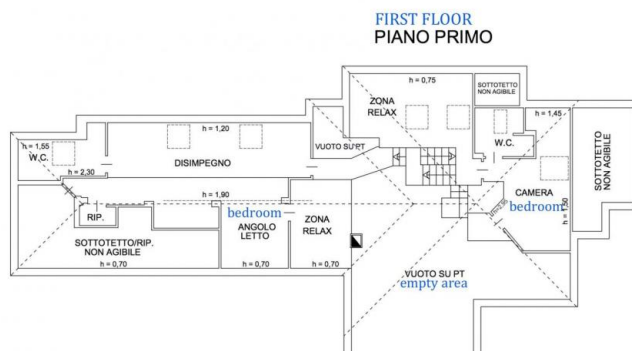 FIRST FLOOR
PIANO PRIMO
h = 0,75
SOTTOTETTO
NON AGIBILE
ZONA
RELAX
h = 1,45
h = 1,20
VUOTO SU PT
W.C.
h = 1,55
W.C.
DISIMPEGNO
SOTTOTETTO
NON AGIBILE
h = 2,30
CAMERA
bedroom
h = 1,90
bedroom
h = 1,50
RIP.
ANGOLO
LETTO
ZONA
RELAX
SOTTOTETTO/RIP.
NON AGIBILE
h = 0,70
h = 0,70
h = 0,70
VUOTO SU PT
empty area